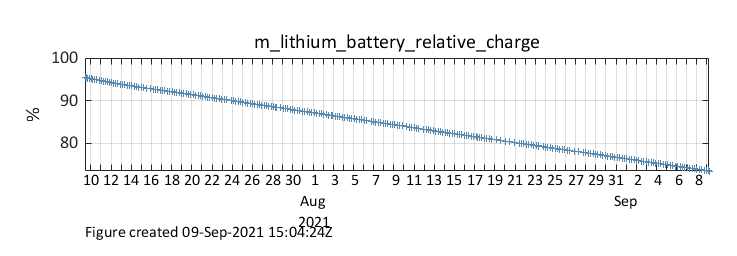 m_lithium_battery_relative_charge
100
90
80
%
10 12 14 16 18 20 22 24 26 28 30 1 3 5 7 9 11 13 15 17 19 21 23 25 27 29 31 2 4 6 8
Aug Sep
2021
Figure created 09-Sep-2021 15:04:24Z